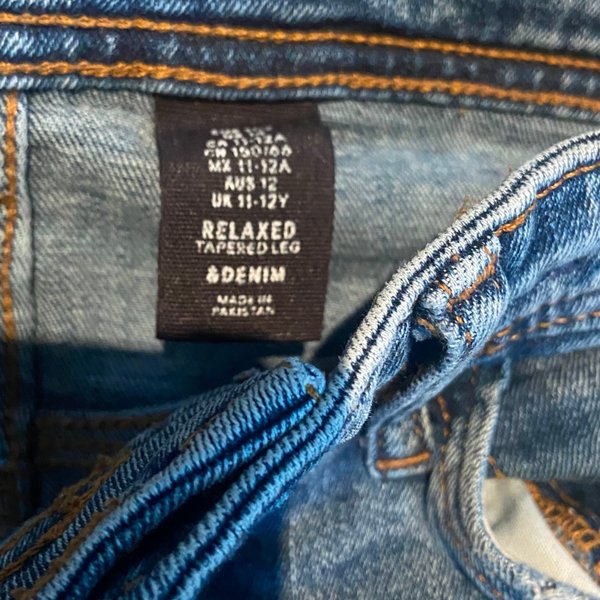 MX 11-12A
AUS 12
UK 11-12Y
RELAXED
TAPERED LEG
&DENIM
MADE IN
PAKISTAN